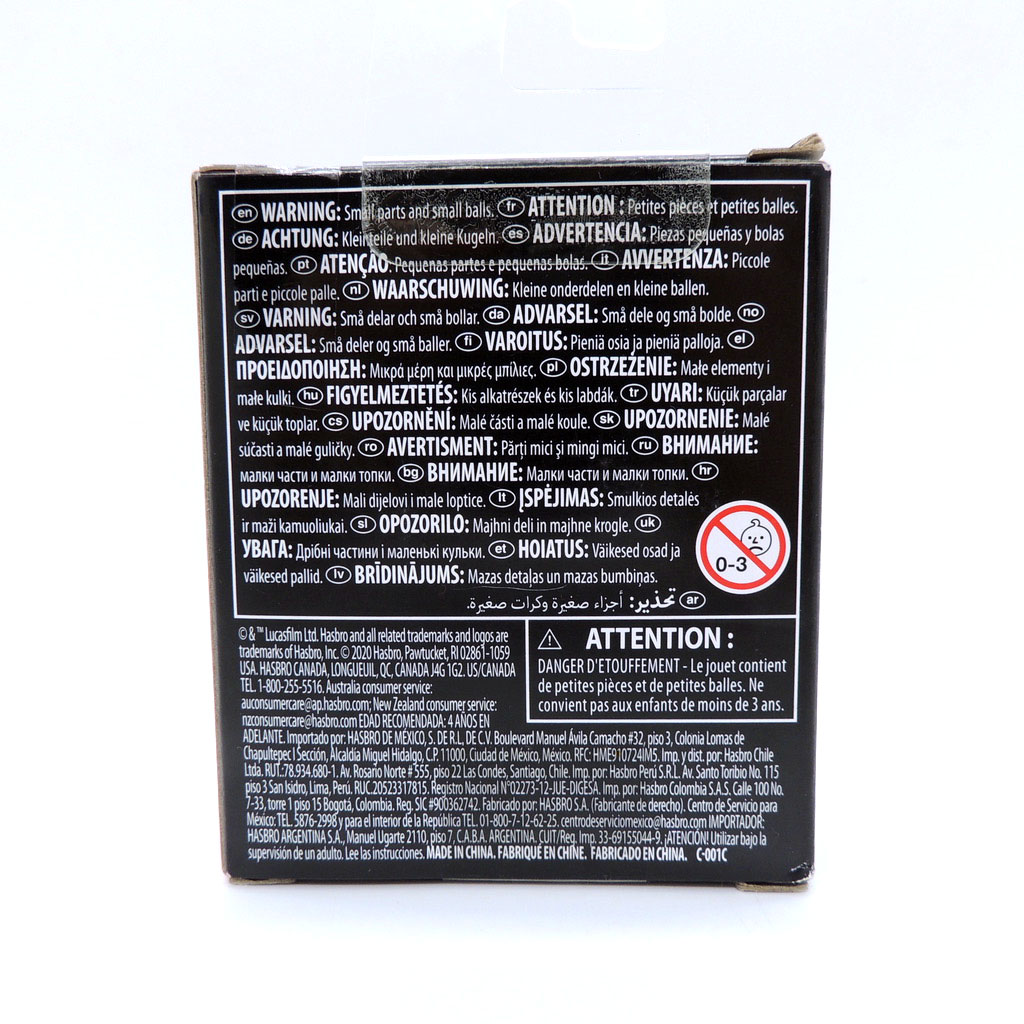 en WARNING: Small parts and small balls. fr ATTENTION : Petites pièces et petites balles.
de ACHTUNG: Kleinteile und kleine Kugeln. es ADVERTENCIA: Piezas pequeñas y bolas
pequeñas. pt ATENÇÃO: Pequenas partes e pequenas bolas. it AVVERTENZA: Piccole
parti e piccole palle. nl WAARSCHUWING: Kleine onderdelen en kleine ballen.
sv VARNING: Små delar och små bollar. da ADVARSEL: Små dele og små bolde. no
ADVARSEL: Små deler og små baller. fi VAROITUS: Pieniä osia ja pieniä palloja. el
ΠΡΟΕΙΔΟΠΟΙΗΣΗ: Μικρά μέρη και μικρές μπίλιες. pl OSTRZEŻENIE: Małe elementy i
małe kulki. hu FIGYELMEZTETÉS: Kis alkatrészek és kis labdák. tr UYARI: Küçük parçalar
ve küçük toplar. cs UPOZORNĚNÍ: Malé části a malé koule. sk UPOZORNENIE: Malé
súčasti a malé guličky. ro AVERTISMENT: Părți mici și mingi mici. ru ВНИМАНИЕ:
малки части и малки топки. bg ВНИМАНИЕ: Малки части и малки топки. hr
UPOZORENJE: Mali dijelovi i male loptice. lt ĮSPĖJIMAS: Smulkios detalės
ir maži kamuoliukai. sl OPOZORILO: Majhni deli in majhne krogle. uk
УВАГА: Дрібні частини і маленькі кульки. et HOIATUS: Väikesed osad ja
väikesed pallid. lv BRĪDINĀJUMS: Mazas detaļas un mazas bumbiņas.
ar تحذير: أجزاء صغيرة وكرات صغيرة.
0-3
© & ™ Lucasfilm Ltd. Hasbro and all related trademarks and logos are
trademarks of Hasbro, Inc. © 2020 Hasbro, Pawtucket, RI 02861-1059
USA. HASBRO CANADA, LONGUEUIL, QC, CANADA J4G 1G2. US/CANADA
TEL. 1-800-255-5516. Australia consumer service:
auconsumercare@ap.hasbro.com; New Zealand consumer service:
nzconsumercare@hasbro.com EDAD RECOMENDADA: 4 AÑOS EN
ADELANTE. Importado por: HASBRO DE MÉXICO, S. DE R.L, DE C.V. Boulevard Manuel Ávila Camacho #32, piso 3, Colonia Lomas de
Chapultepec I Sección, Alcaldía Miguel Hidalgo, C.P. 11000, Ciudad de México, México. RFC: HME910724IM5. Imp. y dist. por: Hasbro Chile
Ltda. RUT.:78.934.680-1. Av. Rosario Norte # 555, piso 22 Las Condes, Santiago, Chile. Imp. por: Hasbro Perú S.R.L. Av. Santo Toribio No. 115
piso 3 San Isidro, Lima, Perú. RUC.20523317815. Registro Nacional N°02273-12-JUE-DIGESA. Imp. por: Hasbro Colombia S.A.S. Calle 100 No.
7-33, torre 1 piso 15 Bogotá, Colombia. Reg. SIC #900362742. Fabricado por: HASBRO S.A. (Fabricante de derecho). Centro de Servicio para
México: TEL. 5876-2998 y para el interior de la República TEL. 01-800-7-12-62-25. centrodeserviciomexico@hasbro.com IMPORTADOR:
HASBRO ARGENTINA S.A., Manuel Ugarte 2110, piso 7, C.A.B.A. ARGENTINA. CUIT/Reg. Imp. 33-69155044-9. ¡ATENCIÓN! Utilizar bajo la
supervisión de un adulto. Lee las instrucciones. MADE IN CHINA. FABRIQUÉ EN CHINE. FABRICADO EN CHINA. C-001C
ATTENTION :
DANGER D'ETOUFFEMENT - Le jouet contient
de petites pièces et de petites balles. Ne
convient pas aux enfants de moins de 3 ans.